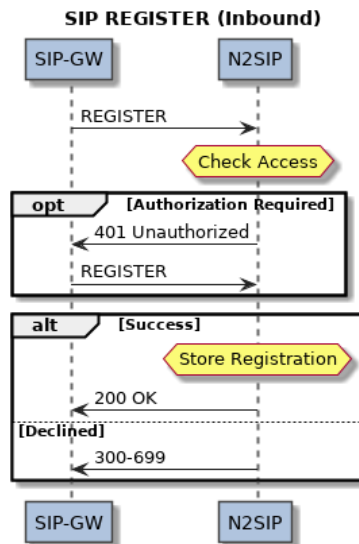 SIP REGISTER (Inbound)
SIP-GW N2SIP
REGISTER
Check Access
opt [Authorization Required]
401 Unauthorized
REGISTER
alt [Success]
Store Registration
200 OK
[Declined]
300-699
SIP-GW N2SIP